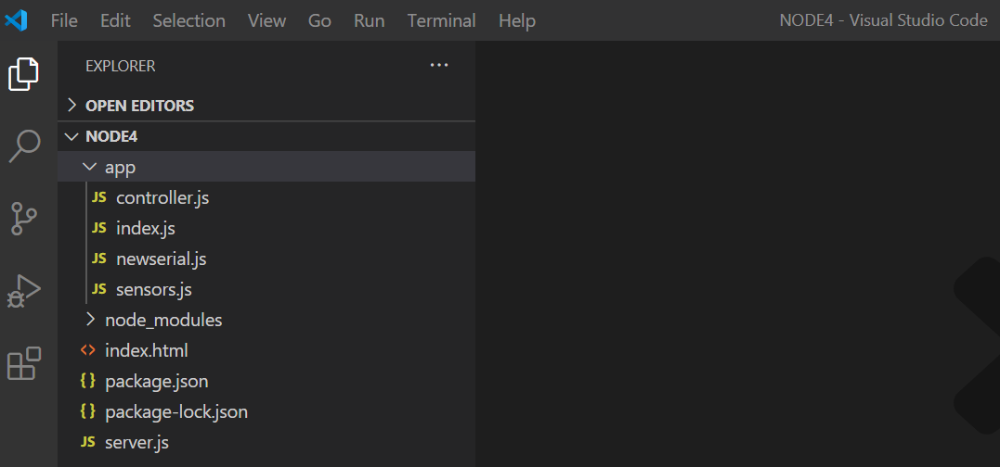 File Edit Selection View Go Run Terminal Help NODE4 - Visual Studio Code
EXPLORER
OPEN EDITORS
NODE4
app
JS controller.js
JS index.js
JS newserial.js
JS sensors.js
node_modules
<> index.html
{} package.json
{} package-lock.json
JS server.js